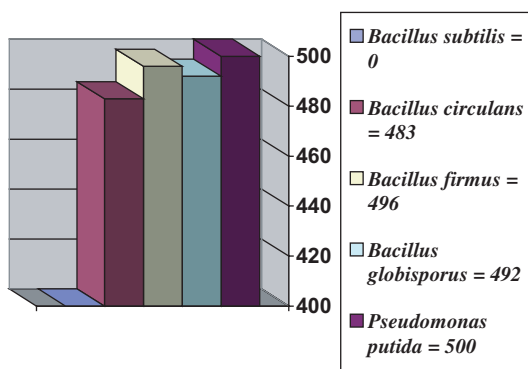 500
480
460
440
420
400
Bacillus subtilis =
0
Bacillus circulans
= 483
Bacillus firmus =
496
Bacillus
globisporus = 492
Pseudomonas
putida = 500